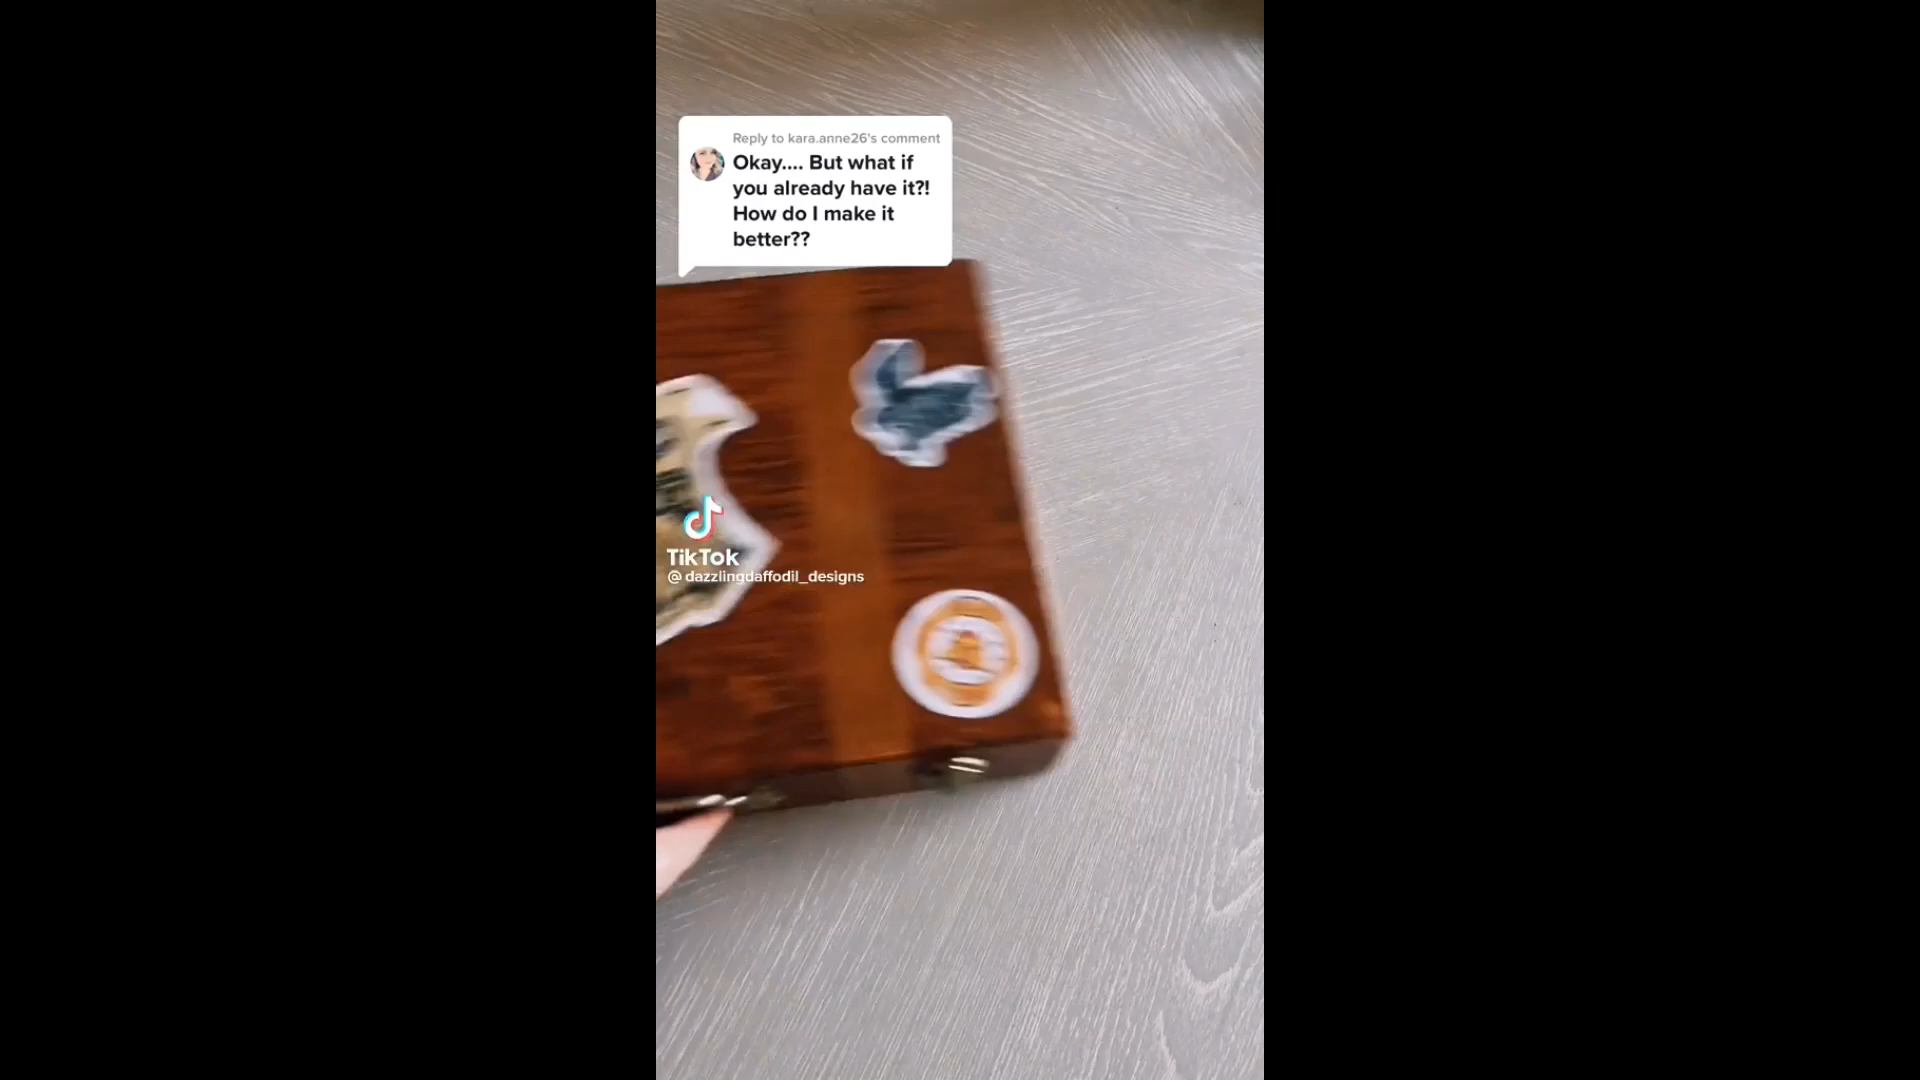 Reply to kara.anne26's comment
Okay.... But what if
you already have it?!
How do I make it
better??
TikTok
@dazzlingdaffodil_designs